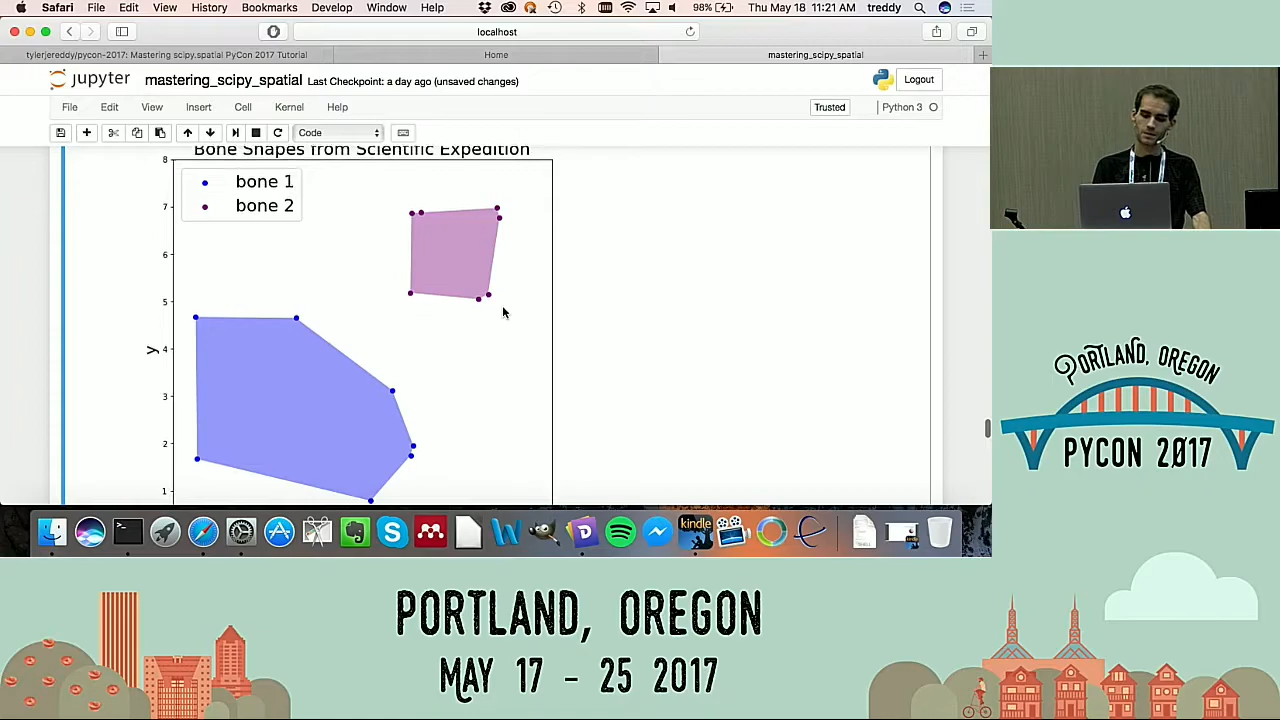 Safari File Edit View History Bookmarks Develop Window Help 98% Thu May 18 11:21 AM treddy
localhost
tylerjereddy/pycon-2017: Mastering scipy.spatial PyCon 2017 Tutorial Home mastering_scipy_spatial
jupyter mastering_scipy_spatial Last Checkpoint: a day ago (unsaved changes) Logout
File Edit View Insert Cell Kernel Help Trusted Python 3
Code
Bone Shapes from Scientific Expedition
8
bone 1
7
bone 2
6
5
y
4
3
2
1
kindle
PORTLAND, OREGON
PYCON 2017
PORTLAND, OREGON
MAY 17 - 25 2017